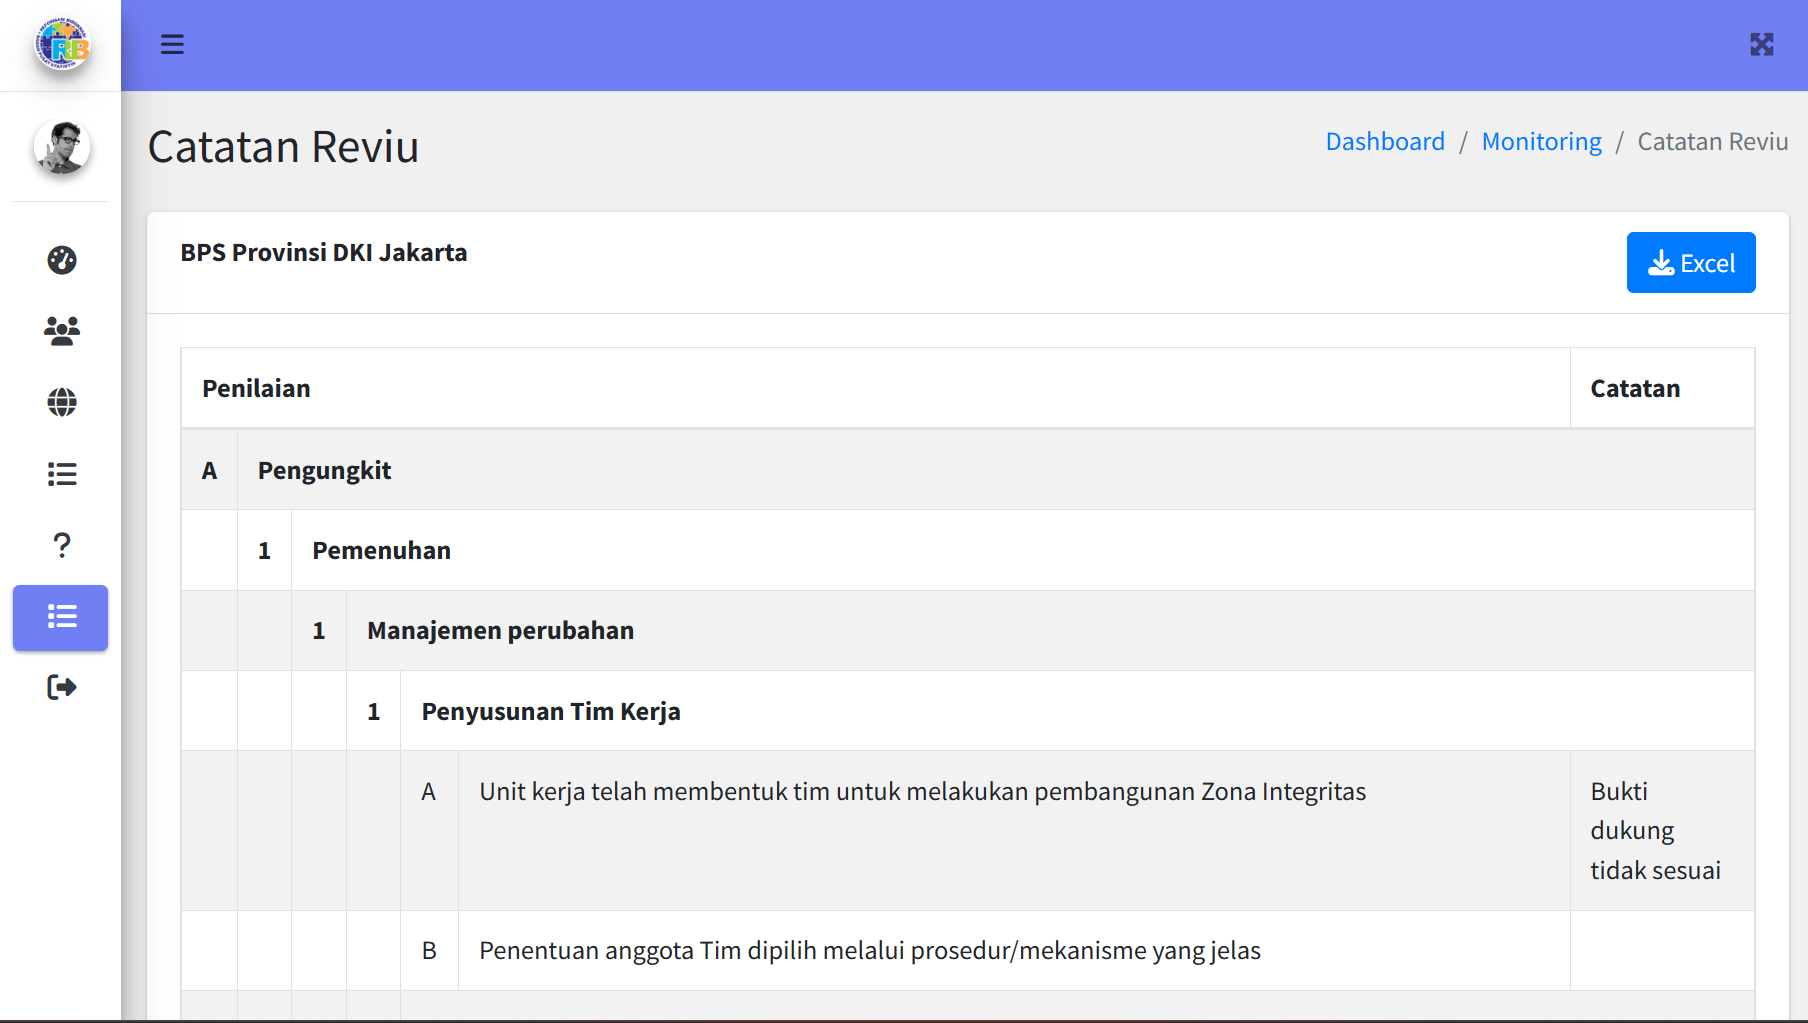 RB
Catatan Reviu
Dashboard / Monitoring / Catatan Reviu
BPS Provinsi DKI Jakarta
Excel
Penilaian
Catatan
A Pengungkit
1 Pemenuhan
1 Manajemen perubahan
1 Penyusunan Tim Kerja
A Unit kerja telah membentuk tim untuk melakukan pembangunan Zona Integritas
Bukti
dukung
tidak sesuai
B Penentuan anggota Tim dipilih melalui prosedur/mekanisme yang jelas